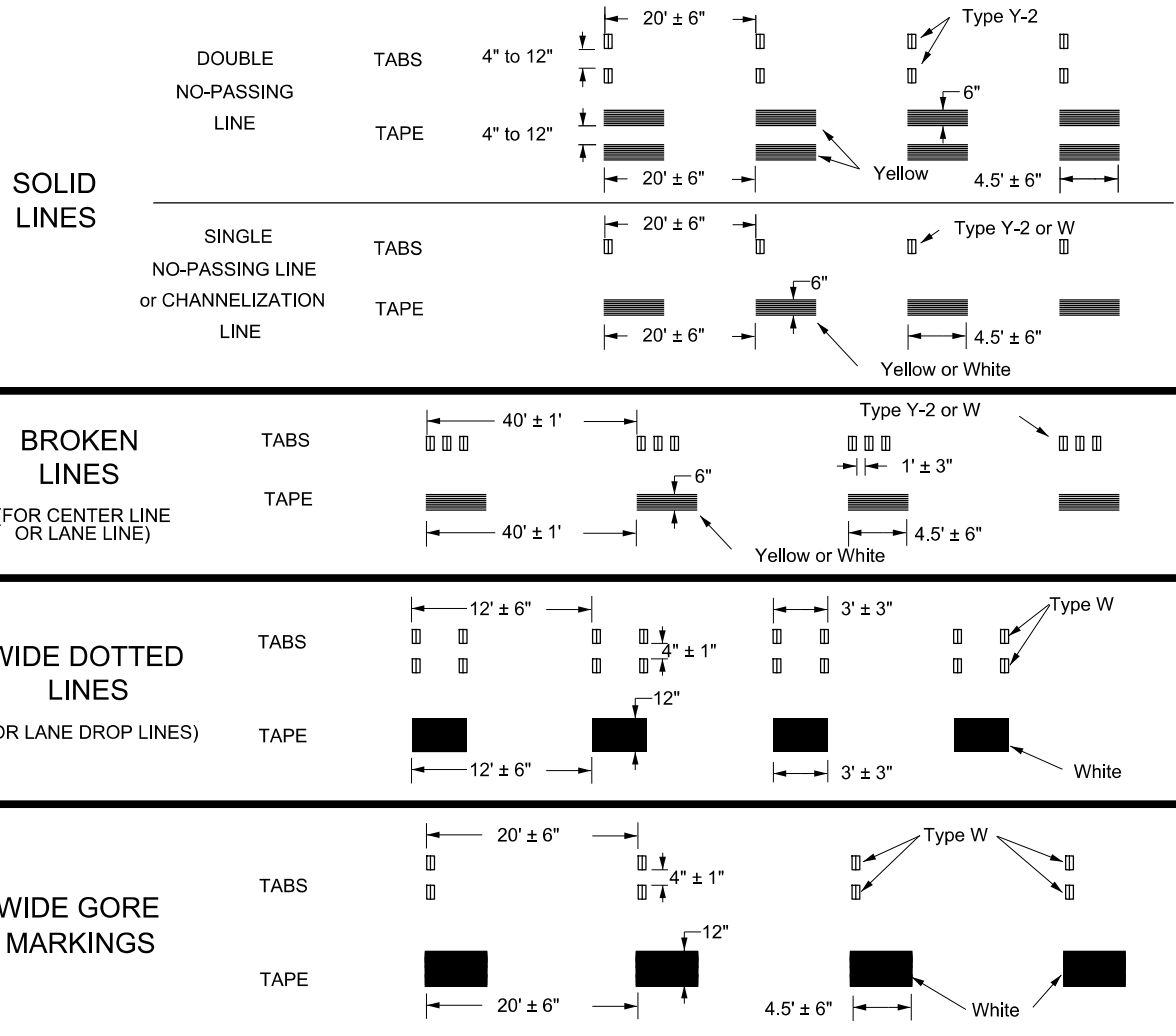 SOLID
LINES
DOUBLE
NO-PASSING
LINE
TABS
4" to 12"
20' ± 6"
Type Y-2
TAPE
4" to 12"
6"
Yellow
20' ± 6"
4.5' ± 6"
SINGLE
NO-PASSING LINE
or CHANNELIZATION
LINE
TABS
20' ± 6"
Type Y-2 or W
TAPE
6"
20' ± 6"
4.5' ± 6"
Yellow or White
BROKEN
LINES
(FOR CENTER LINE
OR LANE LINE)
TABS
40' ± 1'
Type Y-2 or W
1' ± 3"
TAPE
6"
40' ± 1'
4.5' ± 6"
Yellow or White
WIDE DOTTED
LINES
OR LANE DROP LINES)
TABS
12' ± 6"
3' ± 3"
Type W
4" ± 1"
TAPE
12"
12' ± 6"
3' ± 3"
White
WIDE GORE
MARKINGS
TABS
20' ± 6"
Type W
4" ± 1"
TAPE
12"
20' ± 6"
4.5' ± 6"
White